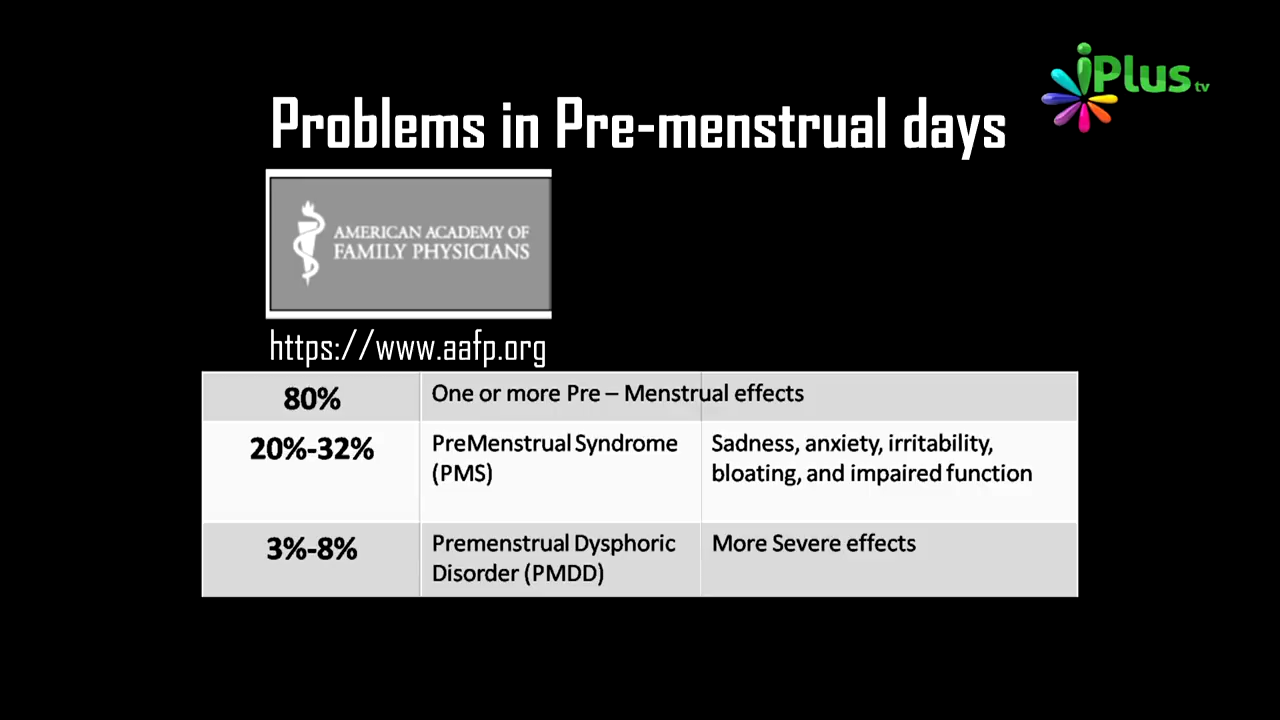 iPlus tv
Problems in Pre-menstrual days
AMERICAN ACADEMY OF
FAMILY PHYSICIANS
https://www.aafp.org
80% One or more Pre – Menstrual effects
20%-32% PreMenstrual Syndrome Sadness, anxiety, irritability,
(PMS) bloating, and impaired function
3%-8% Premenstrual Dysphoric More Severe effects
Disorder (PMDD)